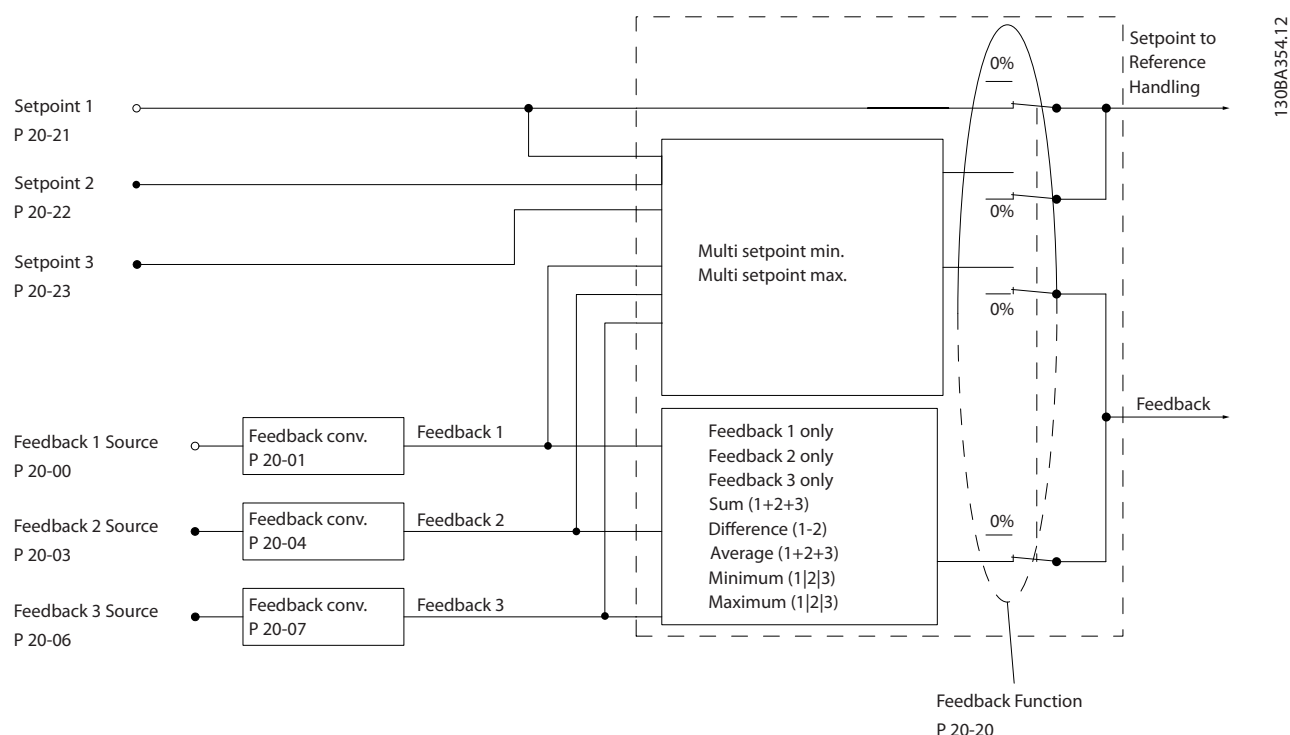 130BA354.12
Setpoint to
Reference
Handling
0%
Setpoint 1
P 20-21
Setpoint 2
P 20-22
0%
Setpoint 3
P 20-23
Multi setpoint min.
Multi setpoint max.
0%
Feedback
Feedback 1 Source
P 20-00
Feedback conv.
P 20-01
Feedback 1
Feedback 2 Source
P 20-03
Feedback conv.
P 20-04
Feedback 2
Feedback 3 Source
P 20-06
Feedback conv.
P 20-07
Feedback 3
Feedback 1 only
Feedback 2 only
Feedback 3 only
Sum (1+2+3)
Difference (1-2)
Average (1+2+3)
Minimum (1|2|3)
Maximum (1|2|3)
0%
Feedback Function
P 20-20